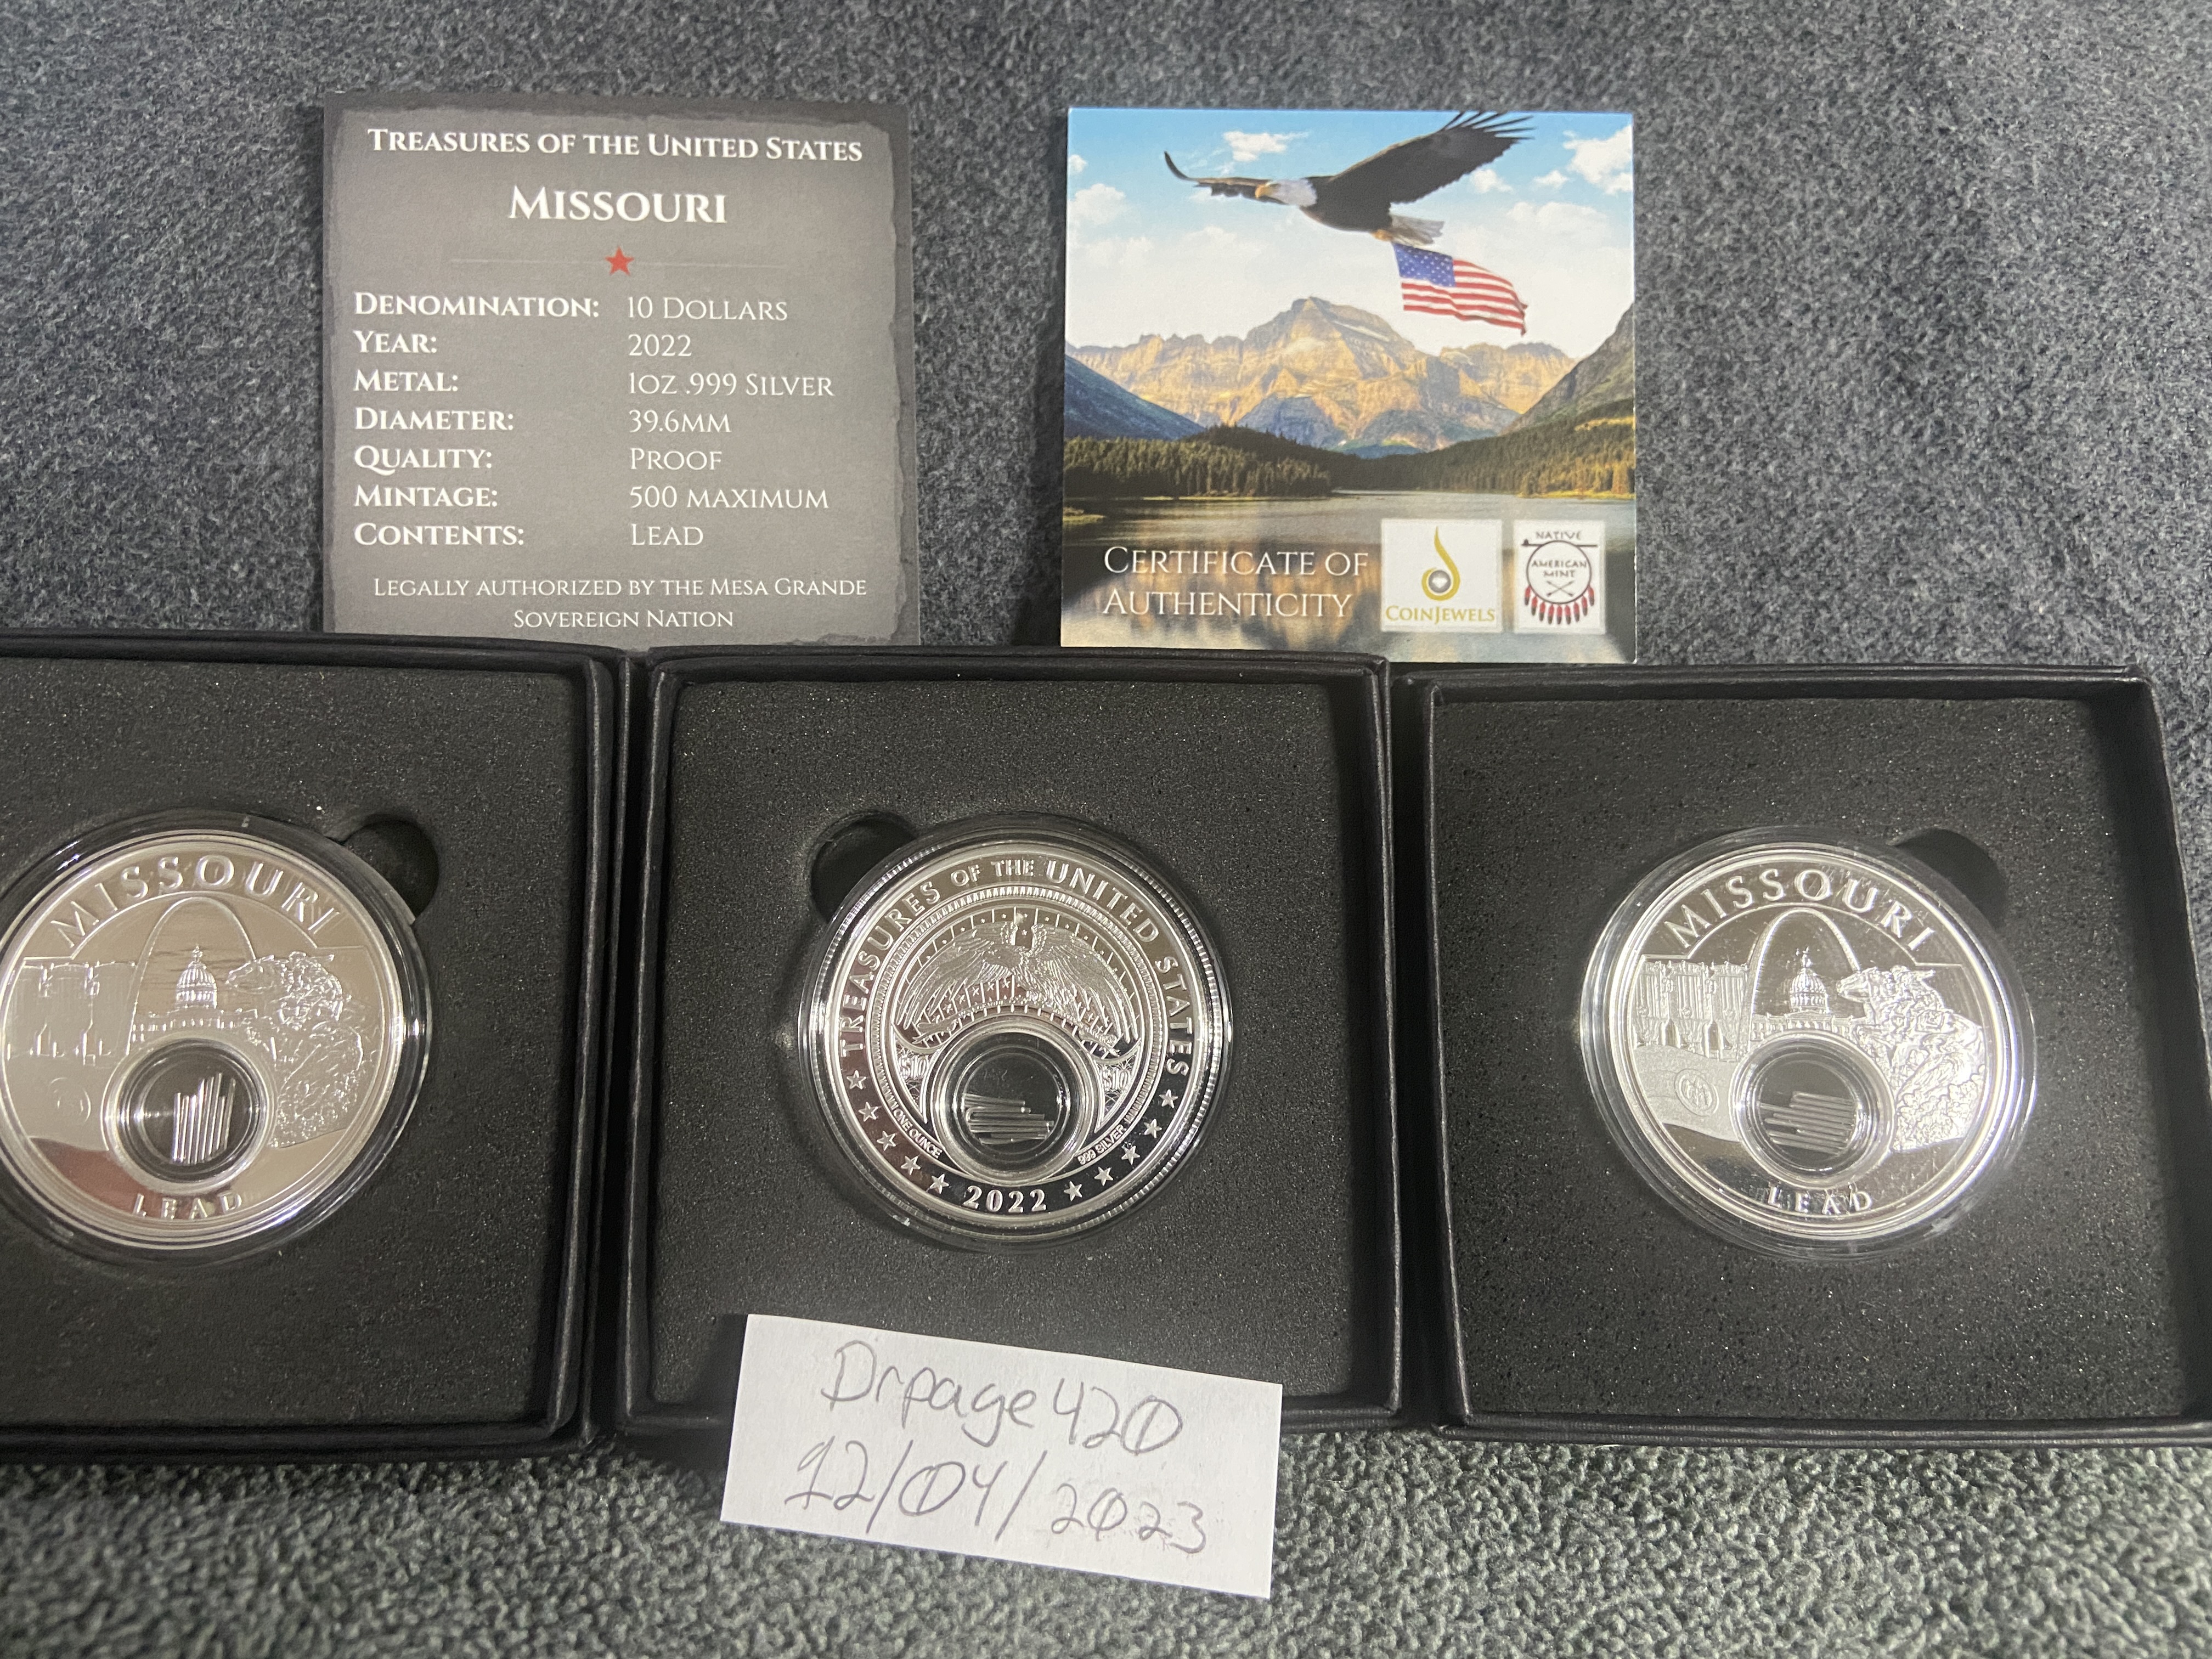 TREASURES OF THE UNITED STATES
MISSOURI
DENOMINATION: 10 DOLLARS
YEAR: 2022
METAL: 1OZ .999 SILVER
DIAMETER: 39.6MM
QUALITY: PROOF
MINTAGE: 500 MAXIMUM
CONTENTS: LEAD
LEGALLY AUTHORIZED BY THE MESA GRANDE
SOVEREIGN NATION
CERTIFICATE OF
AUTHENTICITY
COINJEWELS
NATIVE
AMERICAN
MINT
MISSOURI
LEAD
TREASURES OF THE UNITED STATES
$10 $10
ONE OUNCE
999 SILVER
2022
MISSOURI
LEAD
Drpage420
12/04/2023